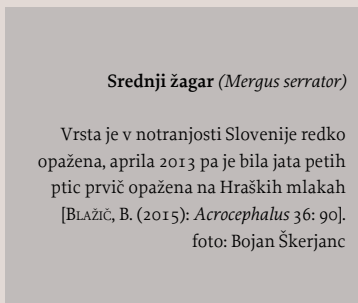 Srednji žagar (Mergus serrator)
Vrsta je v notranjosti Slovenije redko
opažena, aprila 2013 pa je bila jata petih
ptic prvič opažena na Hraških mlakah
[Blažič, B. (2015): Acrocephalus 36: 90].
foto: Bojan Škerjanc